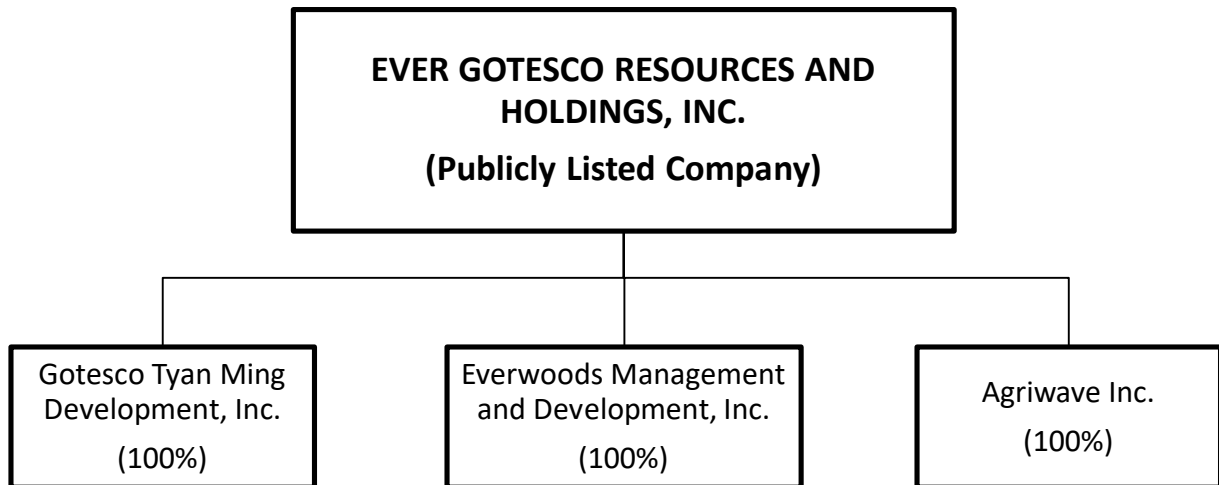 EVER GOTESCO RESOURCES AND
HOLDINGS, INC.
(Publicly Listed Company)
Gotesco Tyan Ming
Development, Inc.
(100%)
Everwoods Management
and Development, Inc.
(100%)
Agriwave Inc.
(100%)